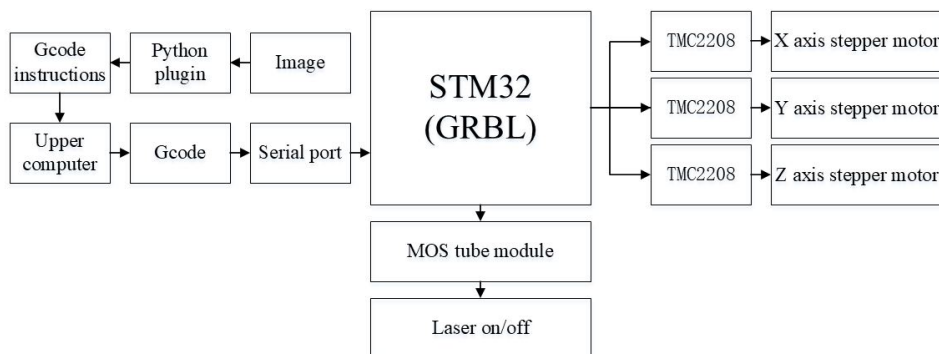 Gcode
instructions
Python
plugin
Image
Upper
computer
Gcode
Serial port
STM32
(GRBL)
MOS tube module
Laser on/off
TMC2208
X axis stepper motor
TMC2208
Y axis stepper motor
TMC2208
Z axis stepper motor